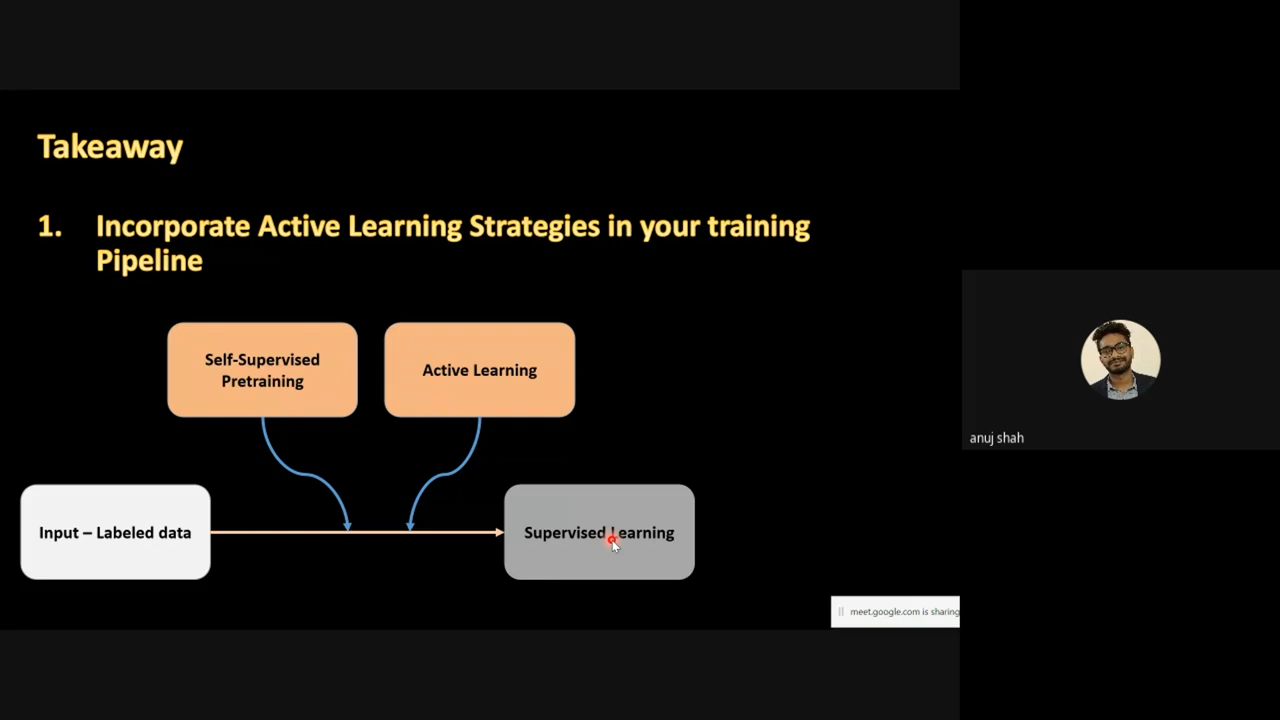 Takeaway
1. Incorporate Active Learning Strategies in your training
Pipeline
Self-Supervised
Pretraining
Active Learning
Input – Labeled data
Supervised Learning
meet.google.com is sharing
anuj shah